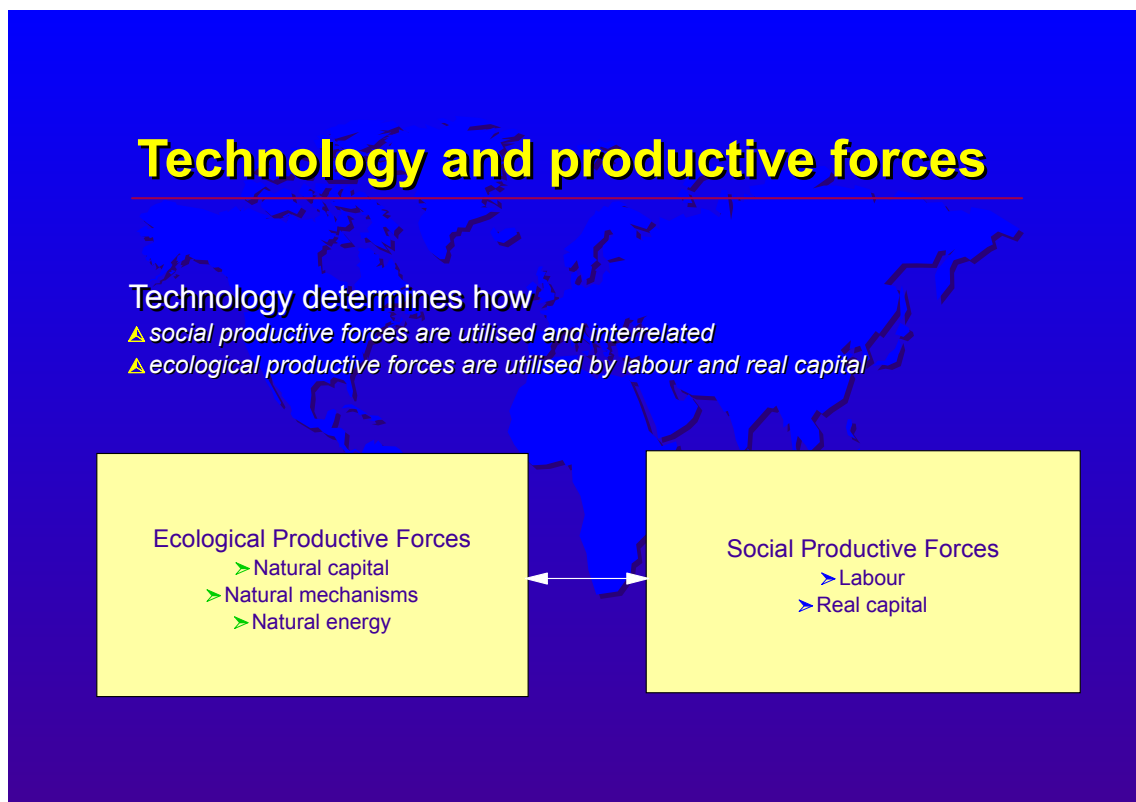 Technology and productive forces
Technology determines how
social productive forces are utilised and interrelated
ecological productive forces are utilised by labour and real capital
Ecological Productive Forces
Natural capital
Natural mechanisms
Natural energy
Social Productive Forces
Labour
Real capital